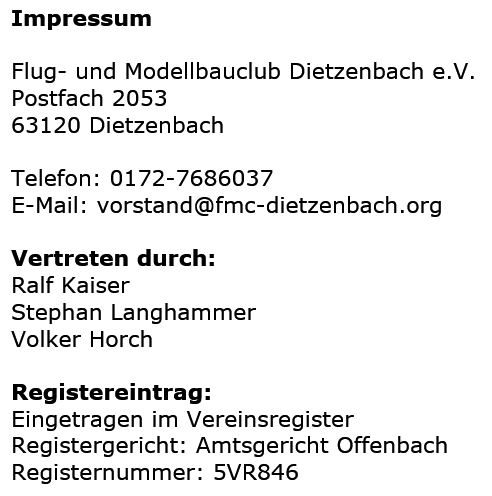 Impressum
Flug- und Modellbauclub Dietzenbach e.V.
Postfach 2053
63120 Dietzenbach
Telefon: 0172-7686037
E-Mail: vorstand@fmc-dietzenbach.org
Vertreten durch:
Ralf Kaiser
Stephan Langhammer
Volker Horch
Registereintrag:
Eingetragen im Vereinsregister
Registergericht: Amtsgericht Offenbach
Registernummer: 5VR846